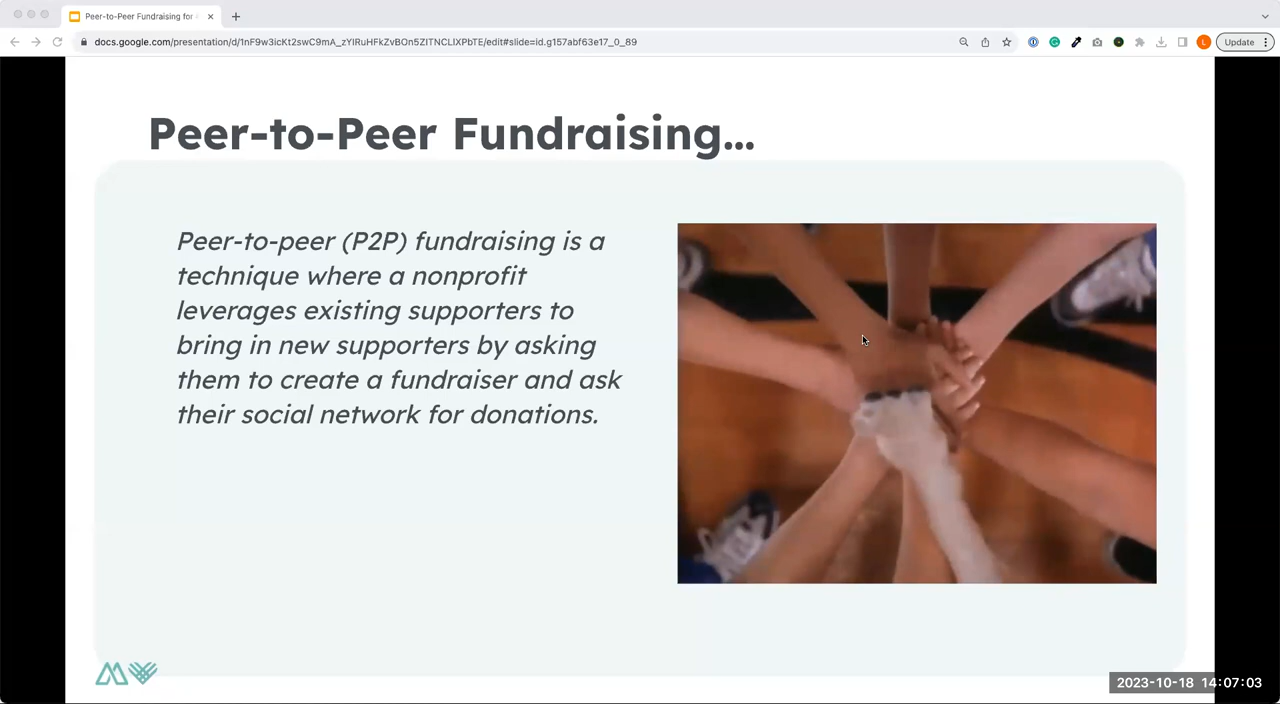 Peer-to-Peer Fundraising for
docs.google.com/presentation/d/1nF9w3icKt2swC9mA_zYIRuHFkZvBOn5ZITNCLIXPbTE/edit#slide=id.g157abf63e17_0_89
L
Update
Peer-to-Peer Fundraising...
Peer-to-peer (P2P) fundraising is a
technique where a nonprofit
leverages existing supporters to
bring in new supporters by asking
them to create a fundraiser and ask
their social network for donations.
2023-10-18 14:07:03